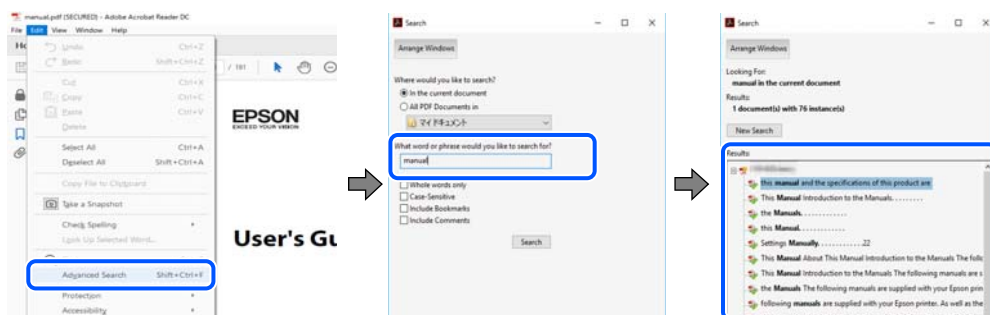 manual.pdf (SECURED) - Adobe Acrobat Reader DC
File Edit View Window Help
Undo Ctrl+Z
Redo Shift+Ctrl+Z
Cut Ctrl+X
Copy Ctrl+C
Paste Ctrl+V
Delete
Select All Ctrl+A
Deselect All Shift+Ctrl+A
Copy File to Clipboard
Take a Snapshot
Check Spelling
Look Up Selected Word...
Advanced Search Shift+Ctrl+F
Protection
Accessibility
/ 191
EPSON
EXCEED YOUR VISION
User's Gu
Search
Arrange Windows
Where would you like to search?
In the current document
All PDF Documents in
マイ ドキュメント
What word or phrase would you like to search for?
manual
Whole words only
Case-Sensitive
Include Bookmarks
Include Comments
Search
Search
Arrange Windows
Looking For:
manual in the current document
Results:
1 document(s) with 76 instance(s)
New Search
Results:
this manual and the specifications of this product are
This Manual Introduction to the Manuals. . . . . . . . .
the Manuals. . . . . . . . . . . . .
this Manual. . . . . . . . . . . . .
Settings Manually. . . . . . . . . . . . .22
This Manual About This Manual Introduction to the Manuals The follo
This Manual Introduction to the Manuals The following manuals are s
the Manuals The following manuals are supplied with your Epson prin
following manuals are supplied with your Epson printer. As well as the